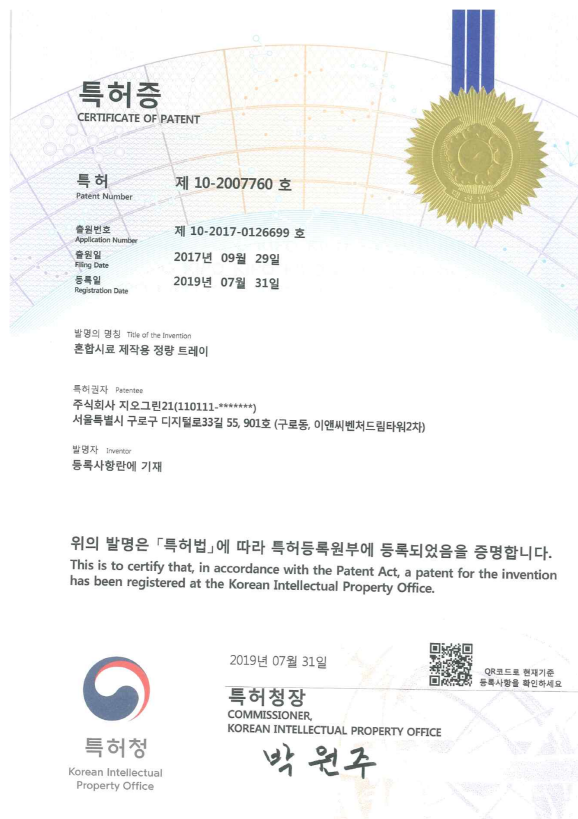 특허증
CERTIFICATE OF PATENT
특허 제 10-2007760 호
Patent Number
출원번호 제 10-2017-0126699 호
Application Number
출원일 2017년 09월 29일
Filing Date
등록일 2019년 07월 31일
Registration Date
발명의 명칭 Title of the Invention
혼합시료 제작용 정량 트레이
특허권자 Patentee
주식회사 지오그린21(110111-*******)
서울특별시 구로구 디지털로33길 55, 901호 (구로동, 이앤씨벤처드림타워2차)
발명자 Inventor
등록사항란에 기재
위의 발명은 「특허법」에 따라 특허등록원부에 등록되었음을 증명합니다.
This is to certify that, in accordance with the Patent Act, a patent for the invention
has been registered at the Korean Intellectual Property Office.
2019년 07월 31일
QR코드로 현재기준
등록사항을 확인하세요
특허청장
COMMISSIONER,
KOREAN INTELLECTUAL PROPERTY OFFICE
박원주
특허청
Korean Intellectual
Property Office